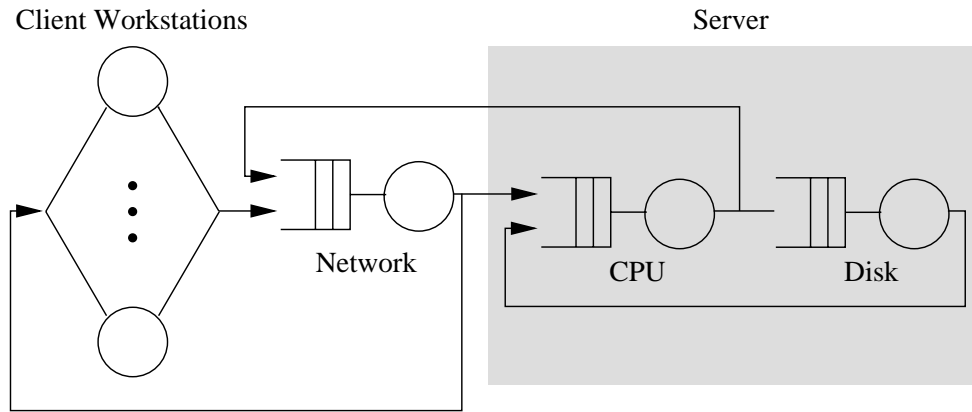 Client Workstations
Server
Network
CPU
Disk